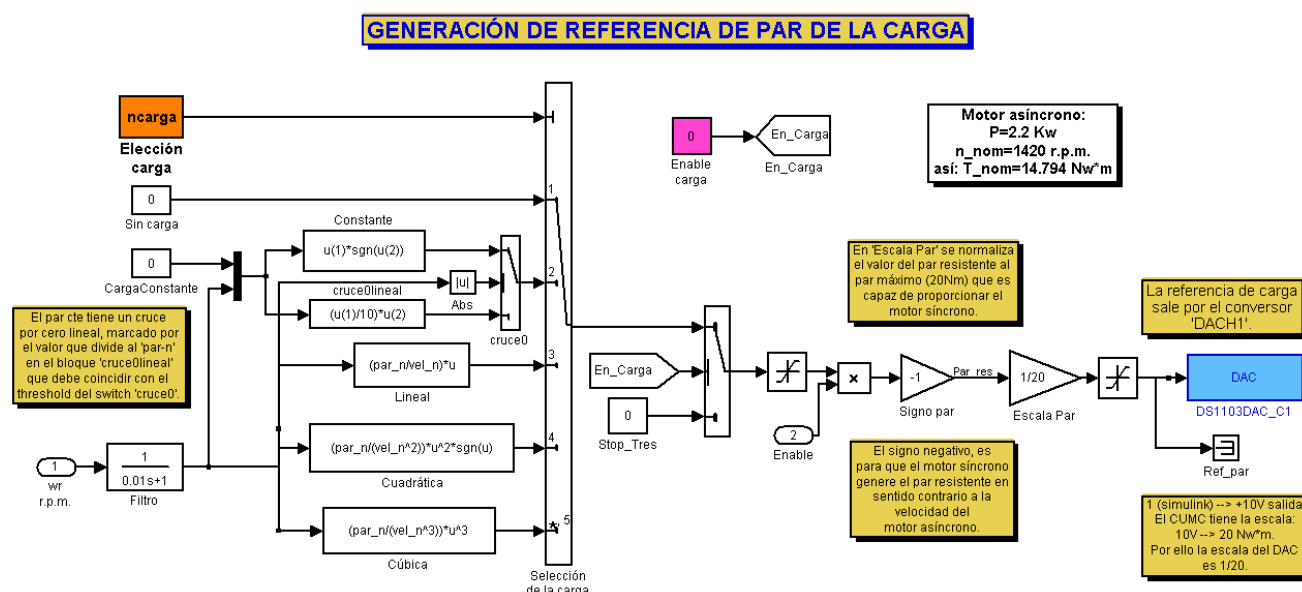 GENERACIÓN DE REFERENCIA DE PAR DE LA CARGA
ncarga
Elección
carga
0
Enable
carga
En_Carga
En_Carga
Motor asíncrono:
P=2.2 Kw
n_nom=1420 r.p.m.
así: T_nom=14.794 Nw*m
0
Sin carga
1
Constante
u(1)*sgn(u(2))
0
CargaConstante
cruce0lineal
|u|
Abs
(u(1)/10)*u(2)
cruce0
2
El par cte tiene un cruce
por cero lineal, marcado por
el valor que divide al 'par-n'
en el bloque 'cruce0lineal'
que debe coincidir con el
threshold del switch 'cruce0'.
(par_n/vel_n)*u
Lineal
3
(par_n/(vel_n^2))*u^2*sgn(u)
Cuadrática
4
1
wr
r.p.m.
1
0.01s+1
Filtro
(par_n/(vel_n^3))*u^3
Cúbica
*
5
Selección
de la carga
En_Carga
0
Stop_Tres
En 'Escala Par' se normaliza
el valor del par resistente al
par máximo (20Nm) que es
capaz de proporcionar el
motor síncrono.
2
Enable
×
-1
Signo par
Par_res
1/20
Escala Par
El signo negativo, es
para que el motor síncrono
genere el par resistente en
sentido contrario a la
velocidad del
motor asíncrono.
La referencia de carga
sale por el conversor
'DACH1'.
DAC
DS1103DAC_C1
Ref_par
1 (simulink) --> +10V salida
El CUMC tiene la escala:
10V --> 20 Nw*m.
Por ello la escala del DAC
es 1/20.